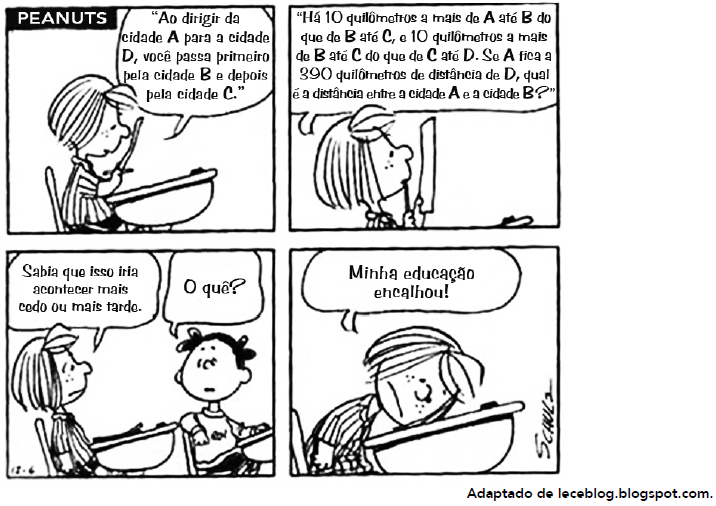 PEANUTS
“Ao dirigir da
cidade A para a cidade
D, você passa primeiro
pela cidade B e depois
pela cidade C.”
“Há 10 quilômetros a mais de A até B do
que de B até C, e 10 quilômetros a mais
de B até C do que de C até D. Se A fica a
390 quilômetros de distância de D, qual
é a distância entre a cidade A e a cidade B?”
Sabia que isso iria
acontecer mais
cedo ou mais tarde.
O quê?
12-6
Minha educação
encalhou!
SCHULZ
Adaptado de leceblog.blogspot.com.